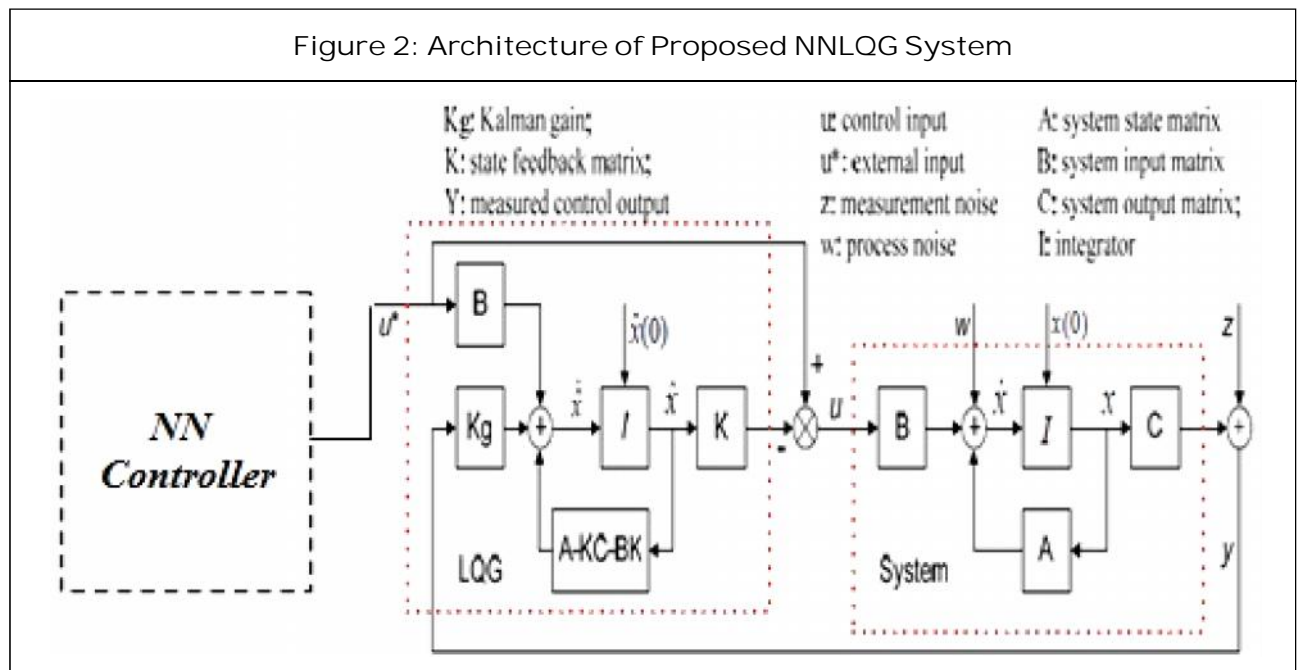 Figure 2: Architecture of Proposed NNLQG System
Kg: Kalman gain;
K: state feedback matrix;
Y: measured control output
u: control input
u*: external input
z: measurement noise
w: process noise
A: system state matrix
B: system input matrix
C: system output matrix;
I: integrator
NN
Controller
u*
B
x̂(0)
Kg
+
I
x̂
K
A-KC-BK
LQG
+
-
u
w
x(0)
z
B
+
ẋ
I
x
C
+
A
System
y